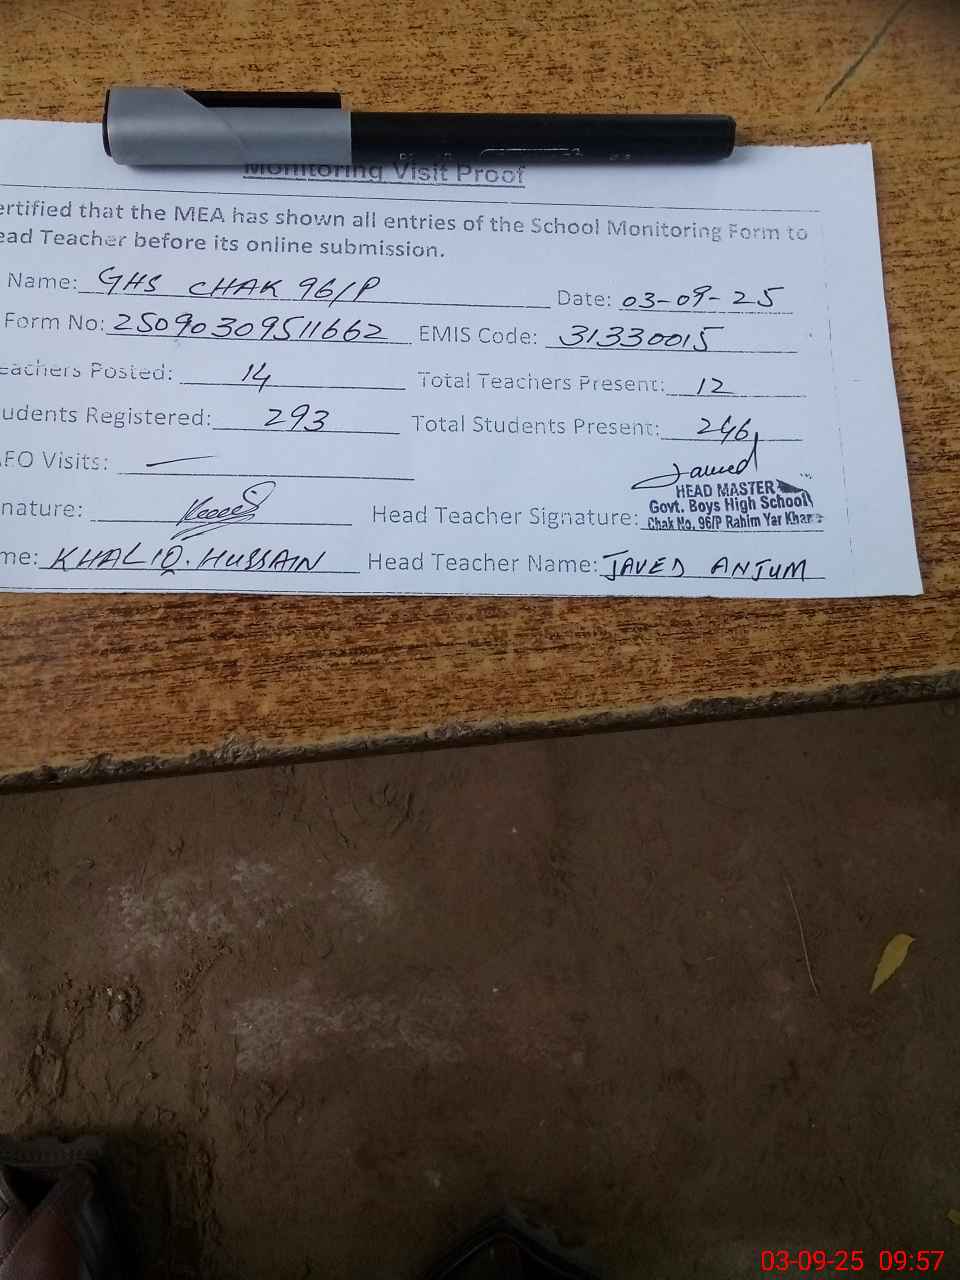 Monitoring Visit Proof
ertified that the MEA has shown all entries of the School Monitoring Form to
ead Teacher before its online submission.
Name: GHS CHAK 96/P Date: 03-09-25
Form No: 25090309511662 EMIS Code: 31330015
eachers Posted: 14 Total Teachers Present: 12
udents Registered: 293 Total Students Present: 246
AEO Visits: —
Javed
HEAD MASTER
nature: Head Teacher Signature: Govt. Boys High School
Chak No. 96/P Rahim Yar Khan
me: KHALIQ. HUSSAIN Head Teacher Name: JAVED ANJUM
03-09-25 09:57